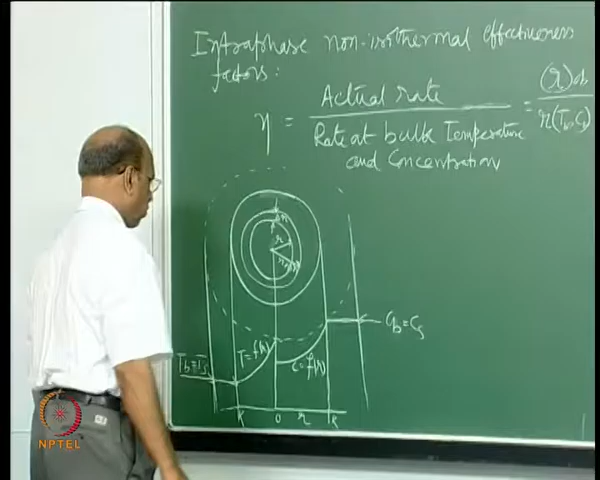 Intraphase non-isothermal effectiveness
factors:
η = Actual rate / Rate at bulk Temperature and Concentration = (r)ob / r(Tb, Cb)
Δr
r
Cb = Cs
Tb = Ts
T = f(r)
C = f(r)
R O r R
NPTEL